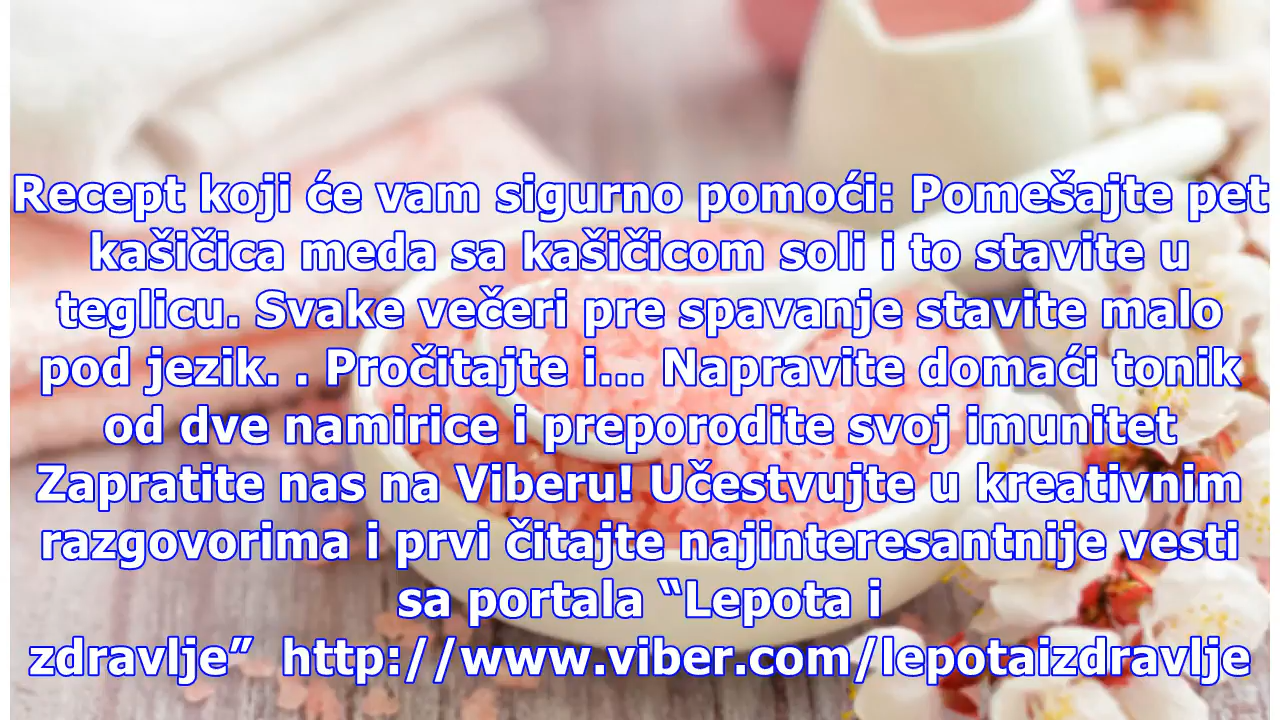 Recept koji će vam sigurno pomoći: Pomešajte pet
kašičica meda sa kašičicom soli i to stavite u
teglicu. Svake večeri pre spavanje stavite malo
pod jezik. . Pročitajte i... Napravite domaći tonik
od dve namirice i preporodite svoj imunitet
Zapratite nas na Viberu! Učestvujte u kreativnim
razgovorima i prvi čitajte najinteresantnije vesti
sa portala “Lepota i
zdravlje”  http://www.viber.com/lepotaizdravlje